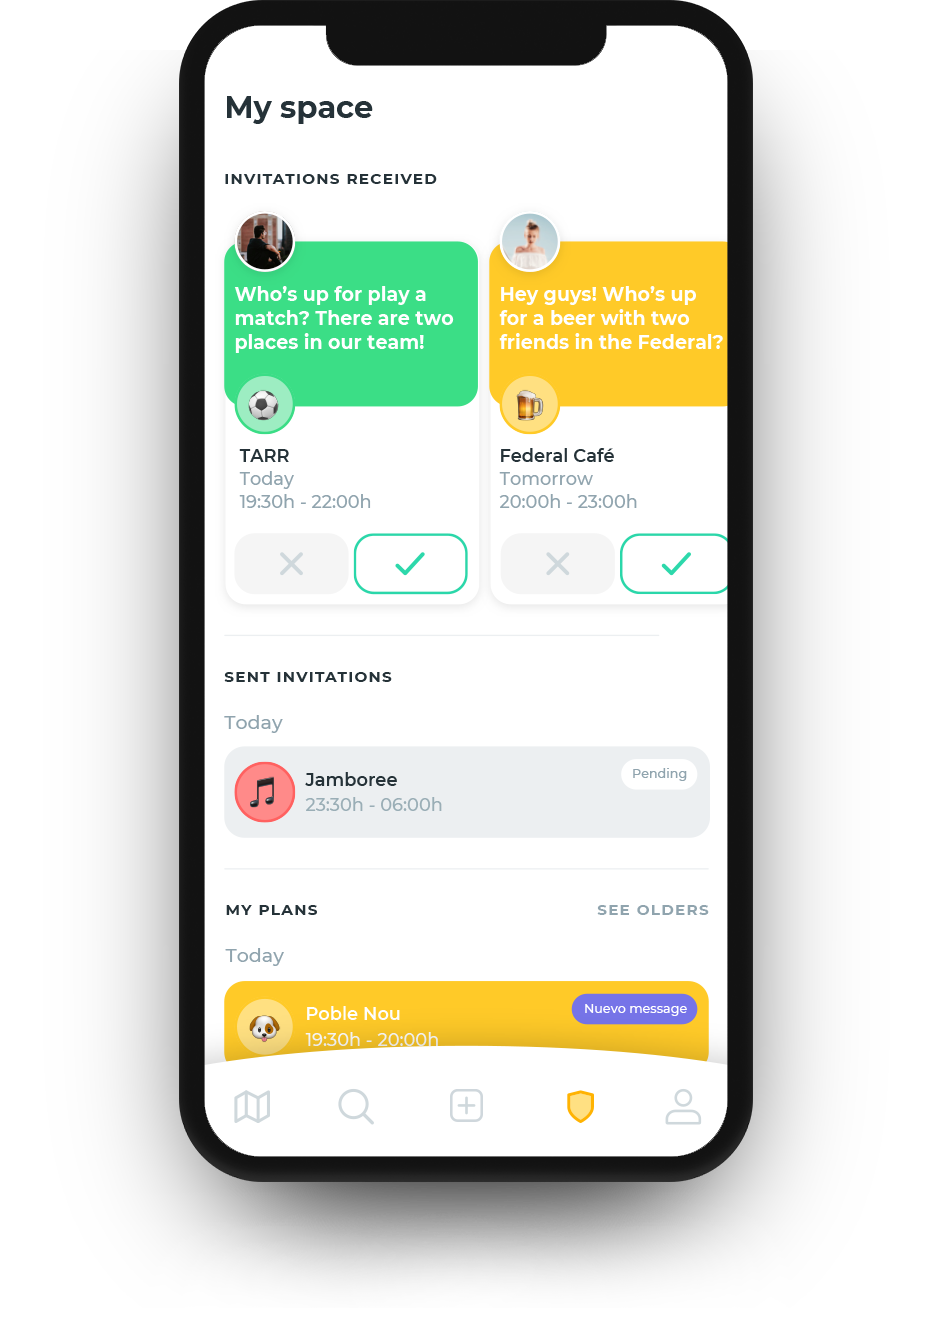 My space
INVITATIONS RECEIVED
Who's up for play a
match? There are two
places in our team!
TARR
Today
19:30h - 22:00h
Hey guys! Who's up
for a beer with two
friends in the Federal?
Federal Café
Tomorrow
20:00h - 23:00h
SENT INVITATIONS
Today
Jamboree
23:30h - 06:00h
Pending
MY PLANS
SEE OLDERS
Today
Poble Nou
19:30h - 20:00h
Nuevo message